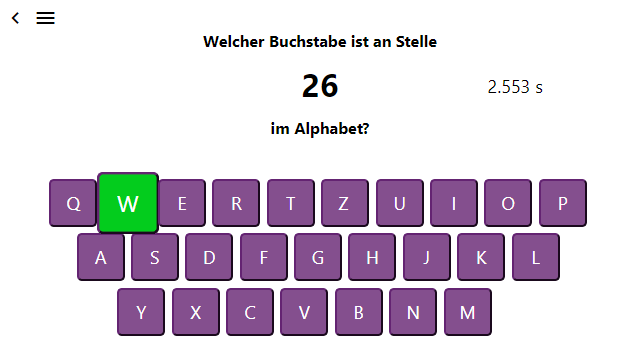 Welcher Buchstabe ist an Stelle
26
2.553 s
im Alphabet?
Q W E R T Z U I O P
A S D F G H J K L
Y X C V B N M